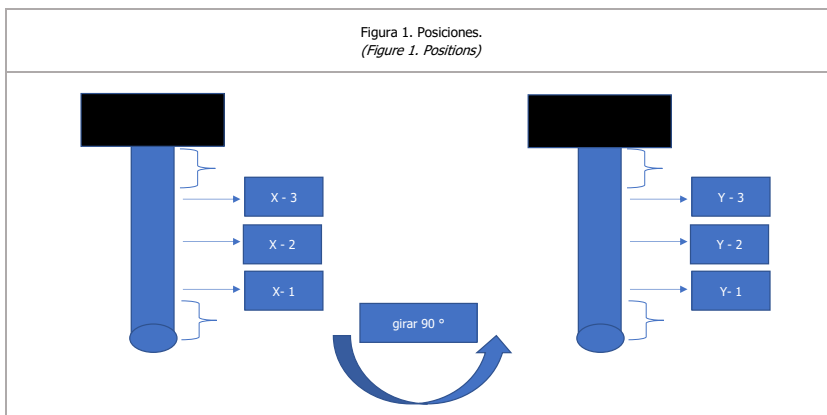 Figura 1. Posiciones.
(Figure 1. Positions)
X - 3
X - 2
X- 1
girar 90 °
Y - 3
Y - 2
Y- 1